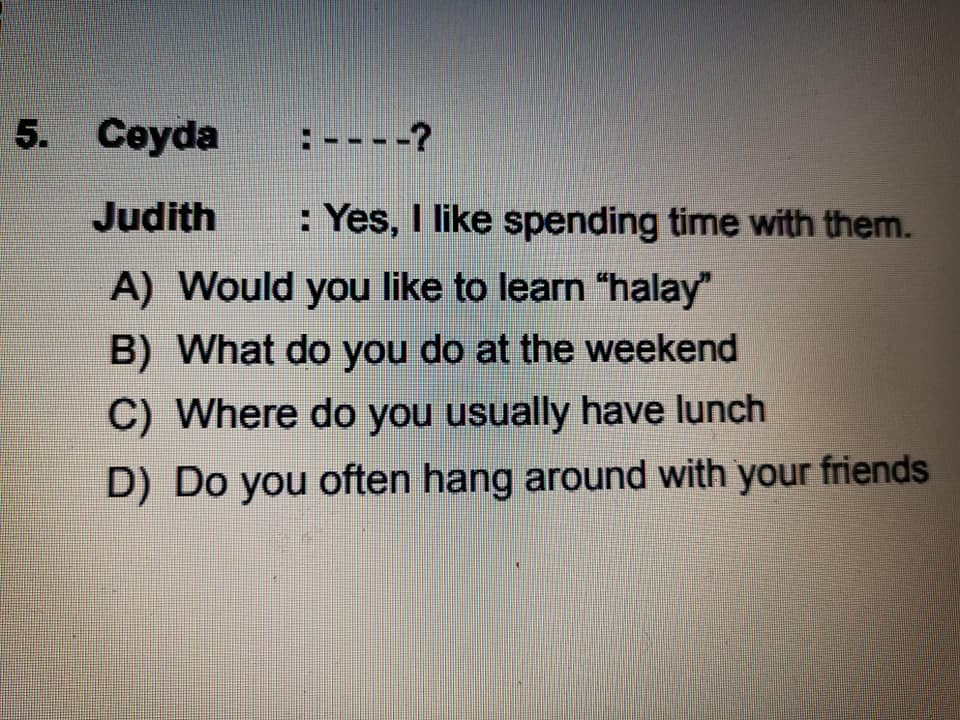 5. Ceyda : ----?
Judith : Yes, I like spending time with them.
A) Would you like to learn “halay”
B) What do you do at the weekend
C) Where do you usually have lunch
D) Do you often hang around with your friends